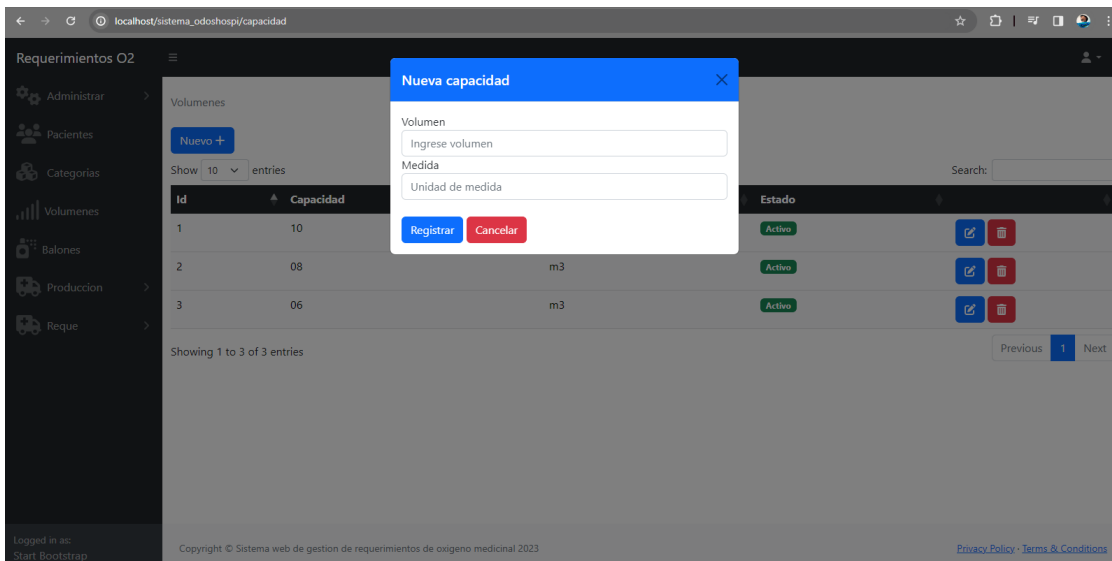 localhost/sistema_odoshospi/capacidad
Requerimientos O2
Nueva capacidad
Administrar
Volumenes
Volumen
Pacientes
Nuevo +
Ingrese volumen
Categorias
Show 10 entries
Medida
Search:
Unidad de medida
Volumenes
Id Capacidad Estado
1 10 Activo
Registrar Cancelar
Balones
2 08 m3 Activo
Produccion
3 06 m3 Activo
Reque
Showing 1 to 3 of 3 entries
Previous 1 Next
Logged in as:
Start Bootstrap
Copyright © Sistema web de gestion de requerimientos de oxigeno medicinal 2023
Privacy Policy · Terms & Conditions